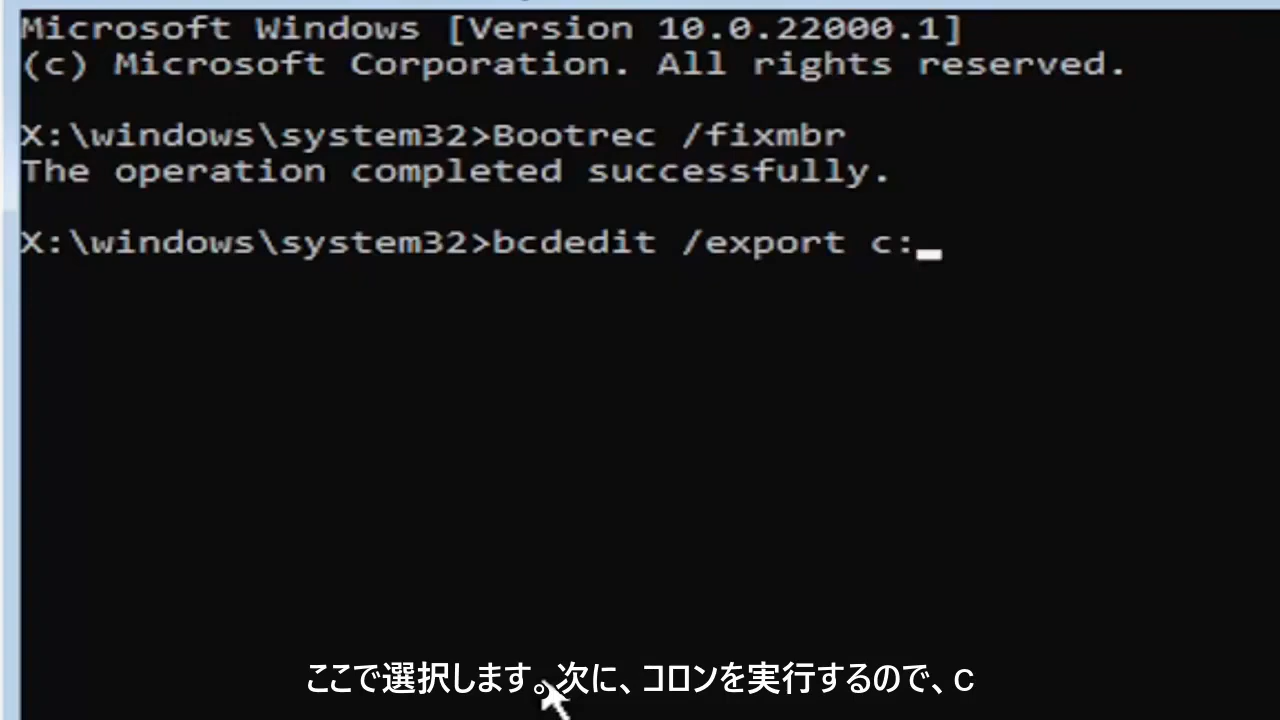 Microsoft Windows [Version 10.0.22000.1]
(c) Microsoft Corporation. All rights reserved.
X:\windows\system32>Bootrec /fixmbr
The operation completed successfully.
X:\windows\system32>bcdedit /export c:
ここで選択します。次に、コロンを実行するので、c